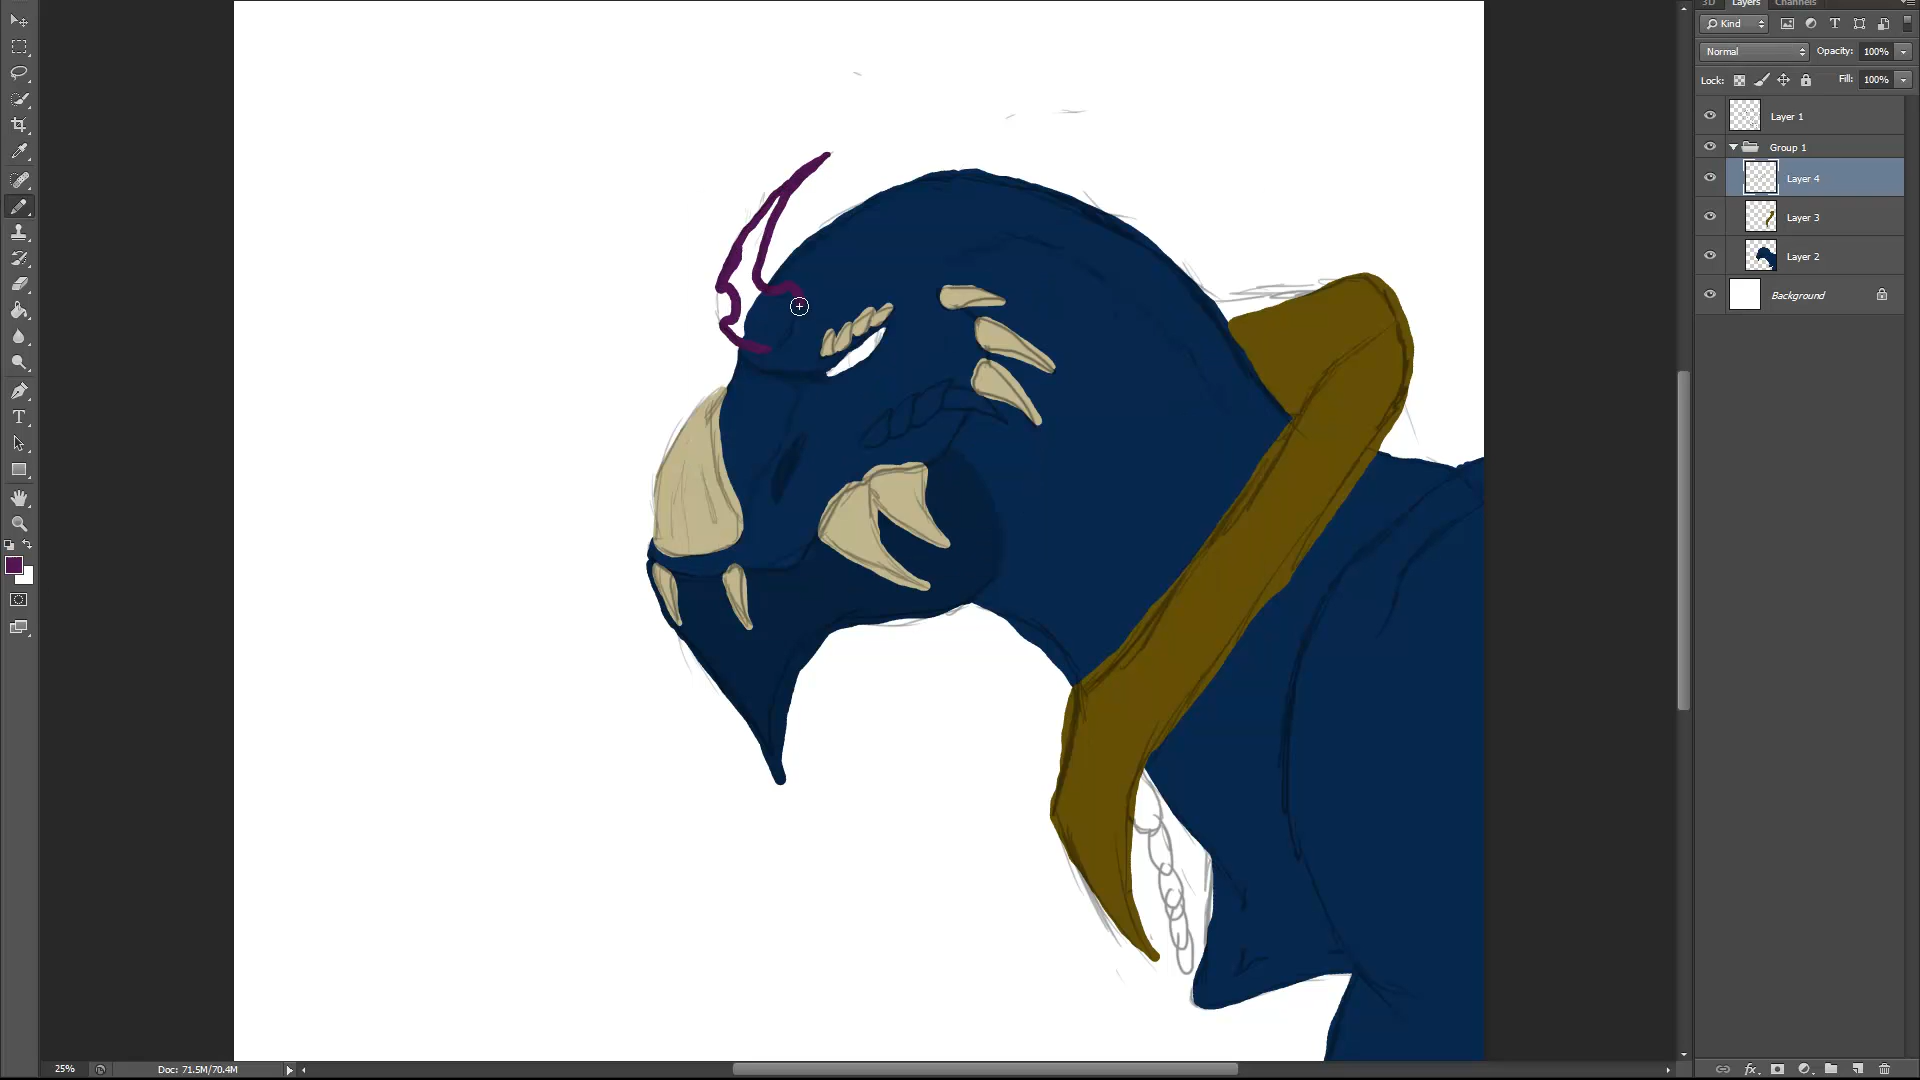 3D Layers Channels
Kind
Normal Opacity: 100%
Lock: Fill: 100%
Layer 1
Group 1
Layer 4
Layer 3
Layer 2
Background
T
25% Doc: 71.5M/70.4M
fx